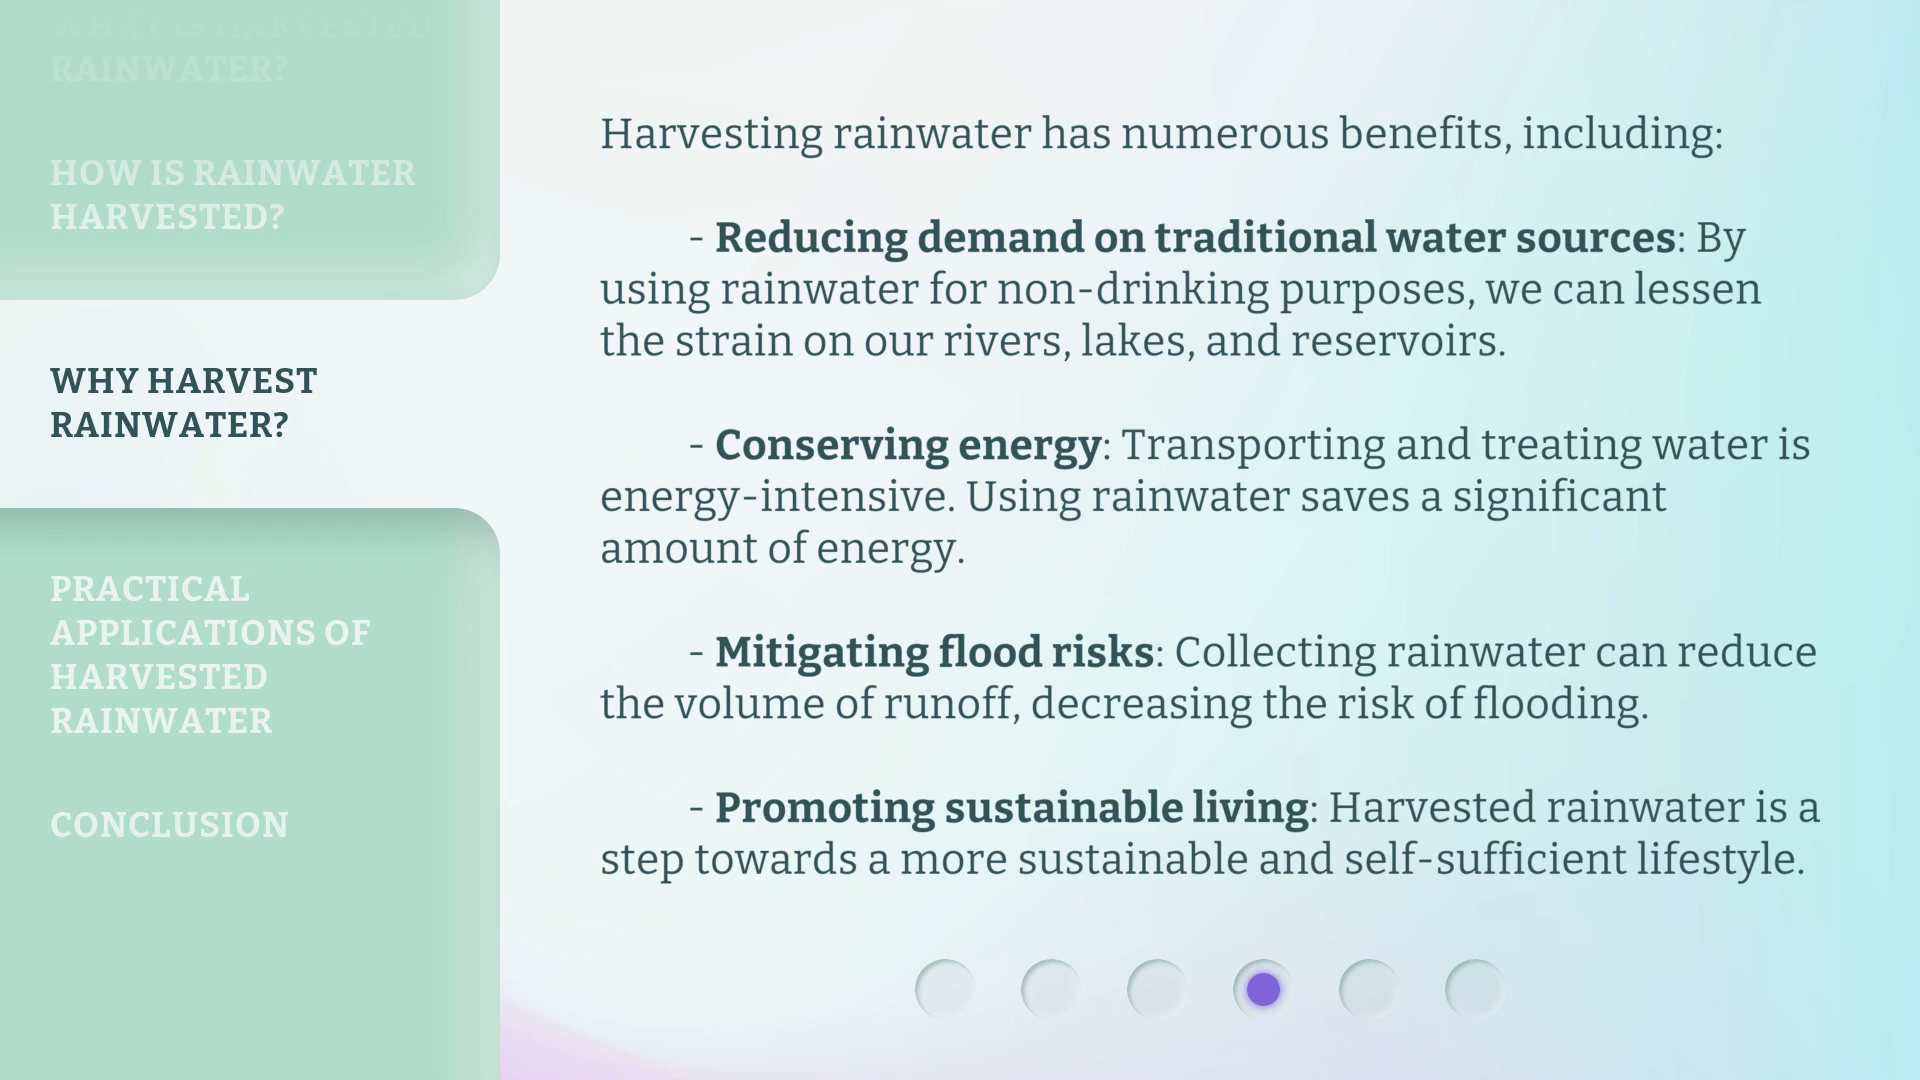 WHAT IS HARVESTED
RAINWATER?
HOW IS RAINWATER
HARVESTED?
WHY HARVEST
RAINWATER?
PRACTICAL
APPLICATIONS OF
HARVESTED
RAINWATER
CONCLUSION
Harvesting rainwater has numerous benefits, including:
- Reducing demand on traditional water sources: By
using rainwater for non-drinking purposes, we can lessen
the strain on our rivers, lakes, and reservoirs.
- Conserving energy: Transporting and treating water is
energy-intensive. Using rainwater saves a significant
amount of energy.
- Mitigating flood risks: Collecting rainwater can reduce
the volume of runoff, decreasing the risk of flooding.
- Promoting sustainable living: Harvested rainwater is a
step towards a more sustainable and self-sufficient lifestyle.